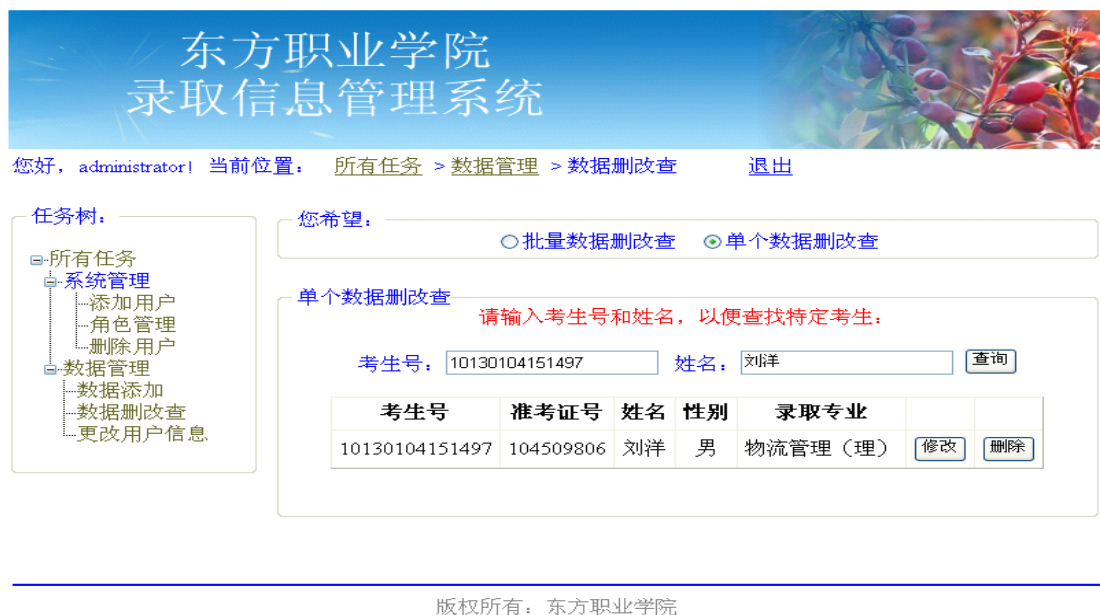 东方职业学院
录取信息管理系统
您好，administrator! 当前位置： 所有任务 > 数据管理 > 数据删改查 退出
任务树：
所有任务
系统管理
添加用户
角色管理
删除用户
数据管理
数据添加
数据删改查
更改用户信息
您希望：
批量数据删改查 单个数据删改查
单个数据删改查
请输入考生号和姓名，以便查找特定考生：
考生号： 10130104151497 姓名： 刘洋 查询
考生号 准考证号 姓名 性别 录取专业
10130104151497 104509806 刘洋 男 物流管理（理） 修改 删除
版权所有：东方职业学院